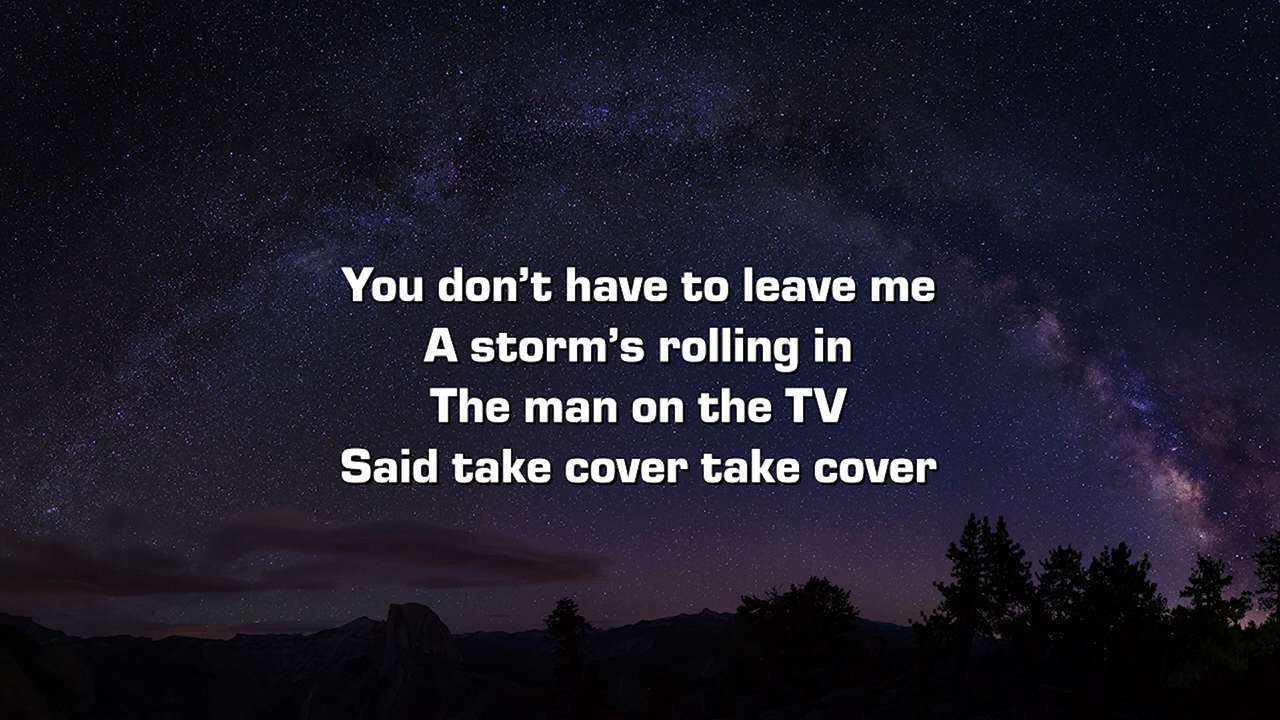 You don’t have to leave me
A storm’s rolling in
The man on the TV
Said take cover take cover